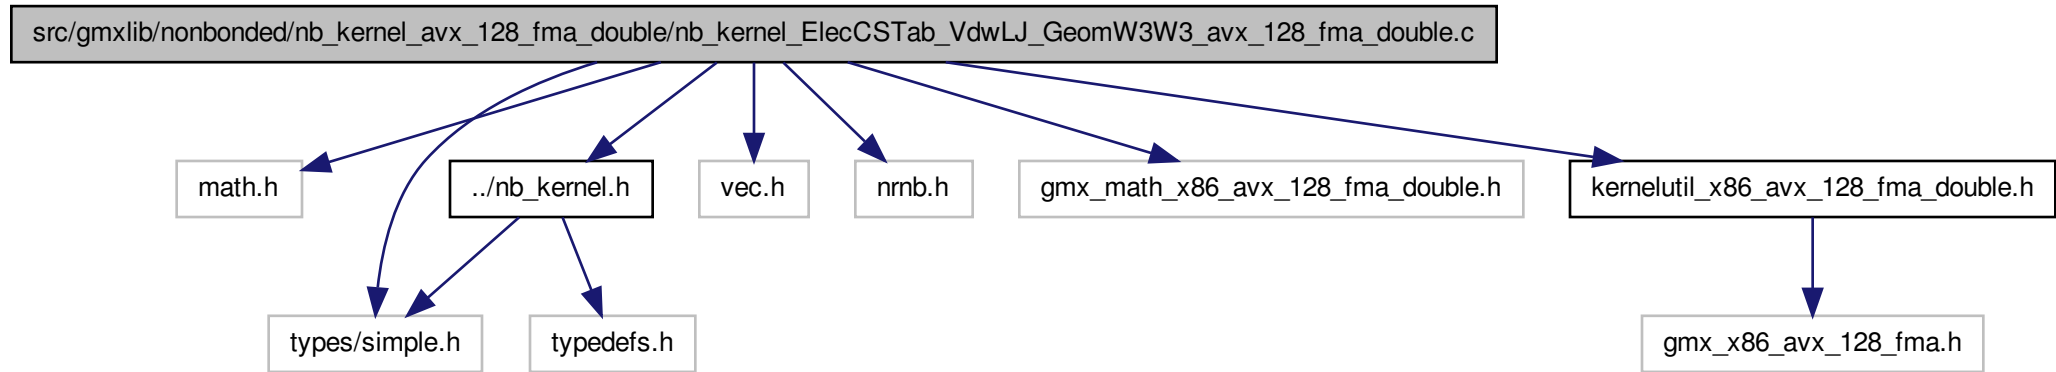 src/gmxlib/nonbonded/nb_kernel_avx_128_fma_double/nb_kernel_ElecCSTab_VdwLJ_GeomW3W3_avx_128_fma_double.c
math.h
../nb_kernel.h
vec.h
nrnb.h
gmx_math_x86_avx_128_fma_double.h
kernelutil_x86_avx_128_fma_double.h
types/simple.h
typedefs.h
gmx_x86_avx_128_fma.h